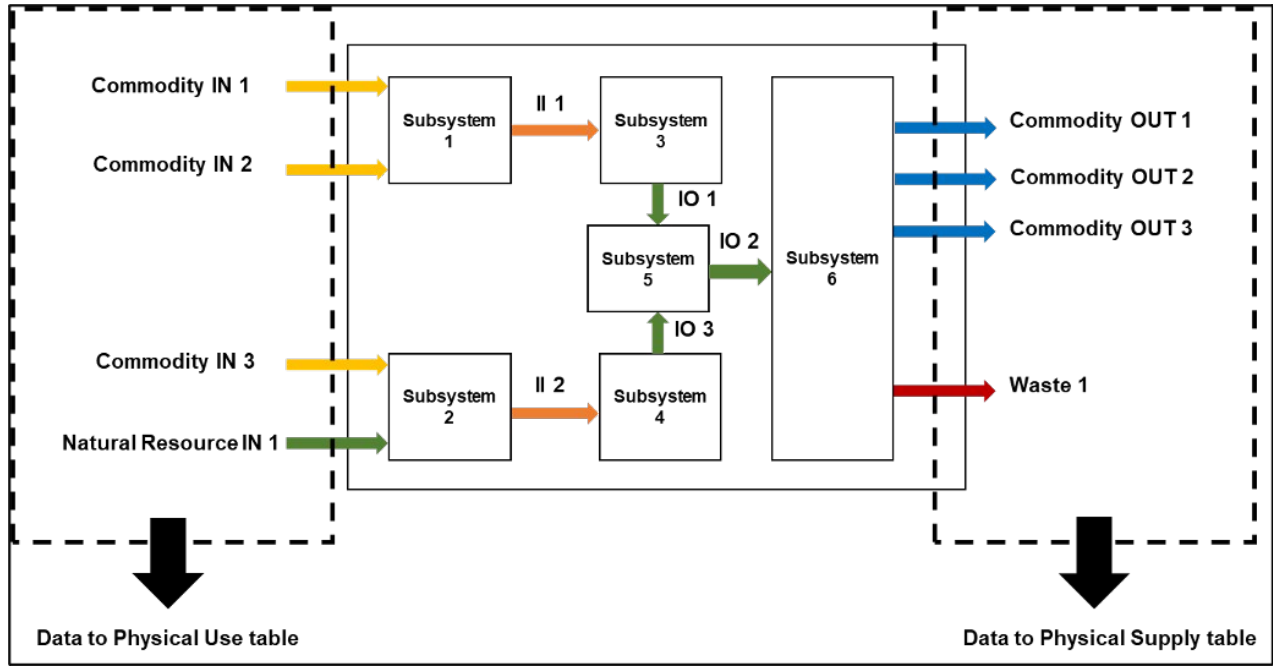 Commodity IN 1
Commodity IN 2
Commodity IN 3
Natural Resource IN 1
Subsystem
1
II 1
Subsystem
3
IO 1
Subsystem
5
IO 2
IO 3
Subsystem
2
II 2
Subsystem
4
Subsystem
6
Commodity OUT 1
Commodity OUT 2
Commodity OUT 3
Waste 1
Data to Physical Use table
Data to Physical Supply table